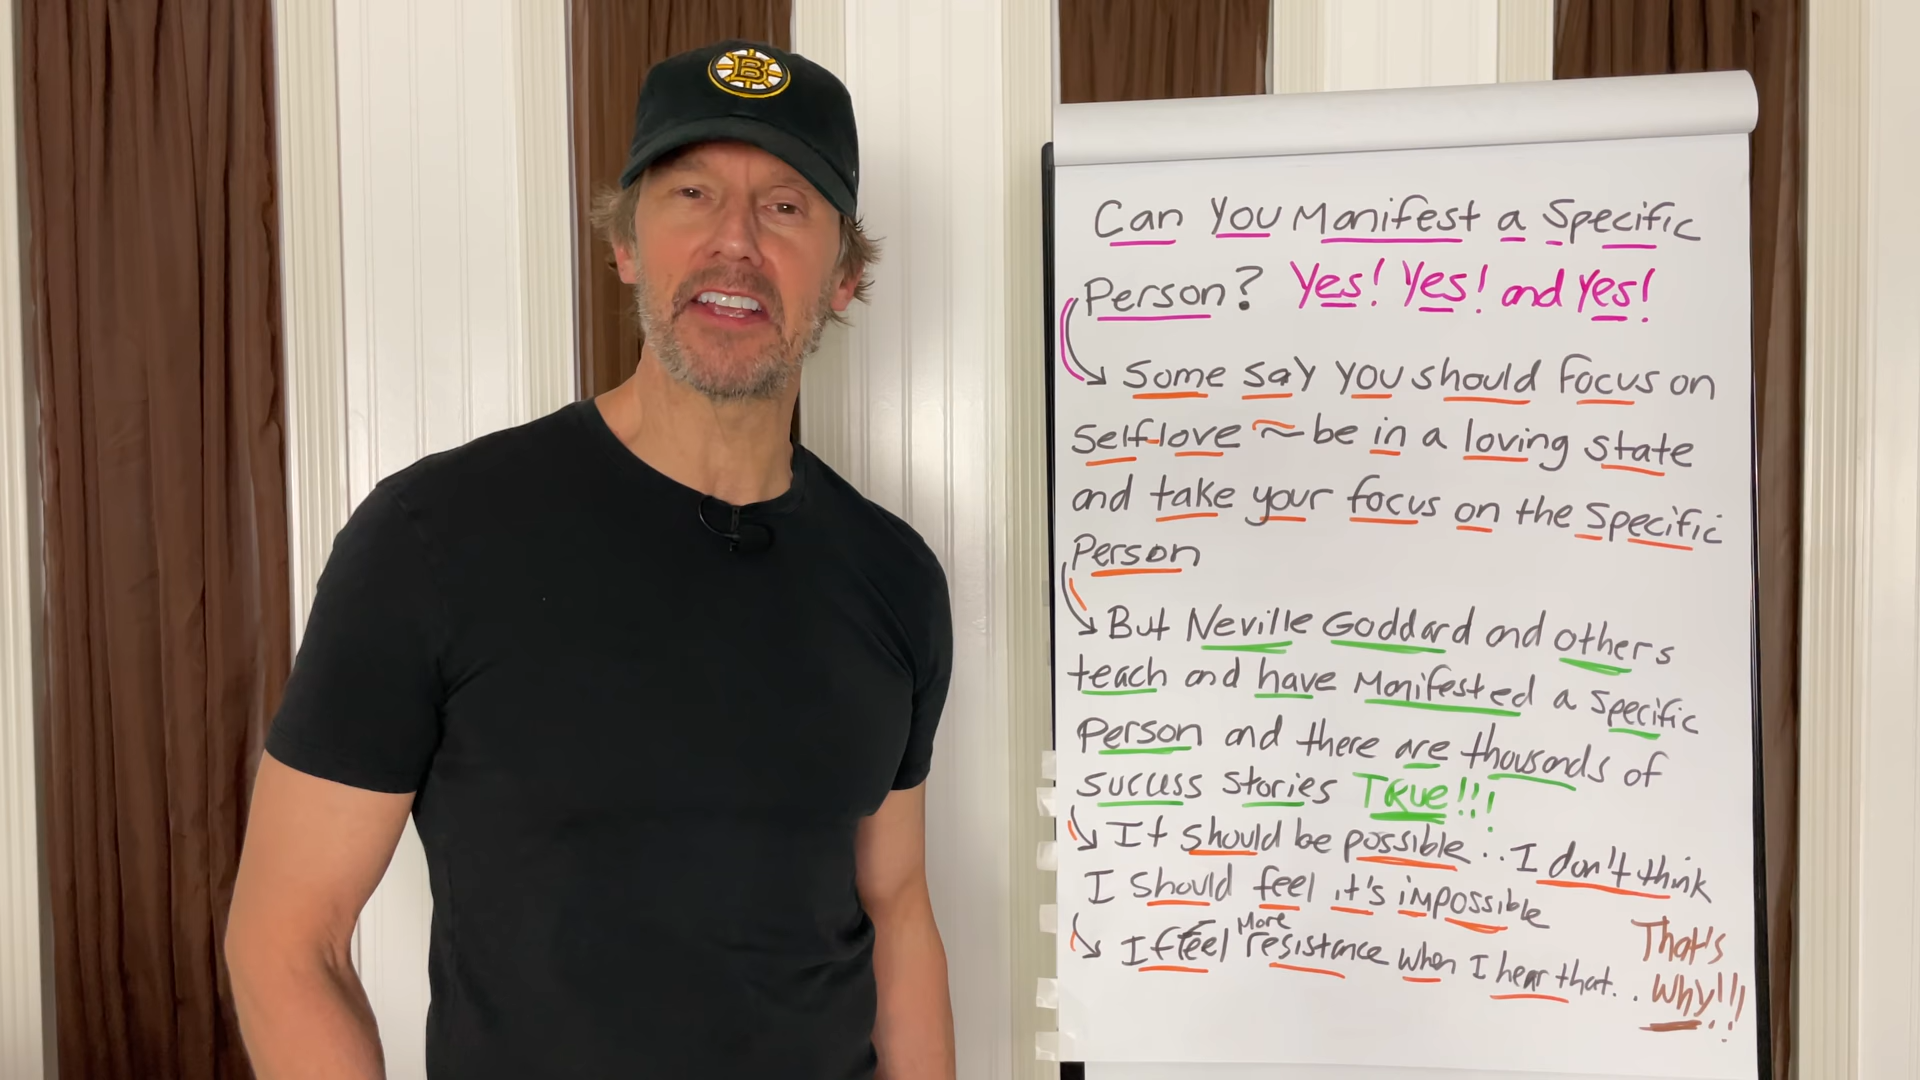 B
Can You Manifest a Specific
Person? Yes! Yes! and Yes!
Some say you should focus on
self-love ~ be in a loving state
and take your focus on the specific
Person
But Neville Goddard and others
teach and have Manifested a specific
person and there are thousands of
success stories True!!!
It should be possible.. I don't think
I should feel it's impossible
I feel More resistance when I hear that.. That's
Why!!!